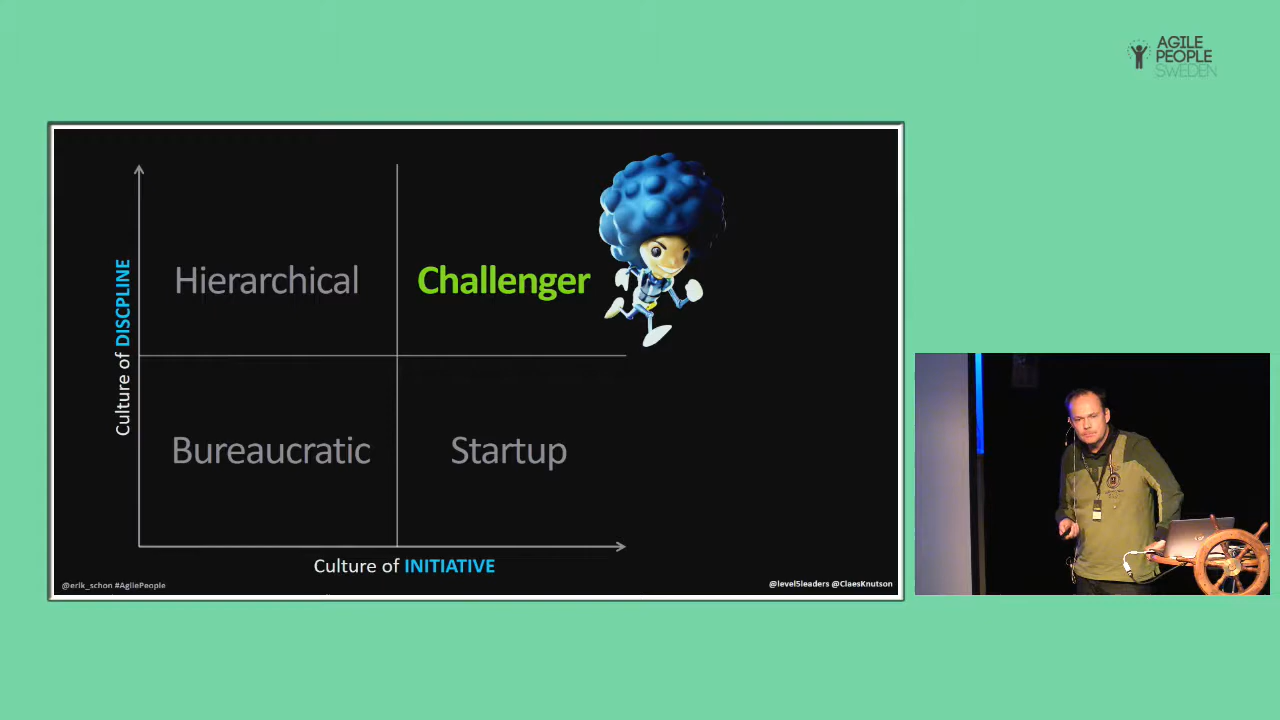 AGILE
PEOPLE
SWEDEN
Culture of DISCPLINE
Hierarchical
Challenger
Bureaucratic
Startup
Culture of INITIATIVE
@erik_schon #AgilePeople
@level5leaders @ClaesKnutson